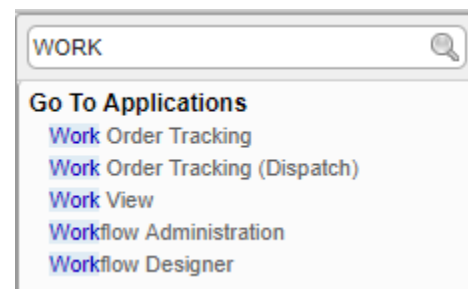 WORK
Go To Applications
Work Order Tracking
Work Order Tracking (Dispatch)
Work View
Workflow Administration
Workflow Designer